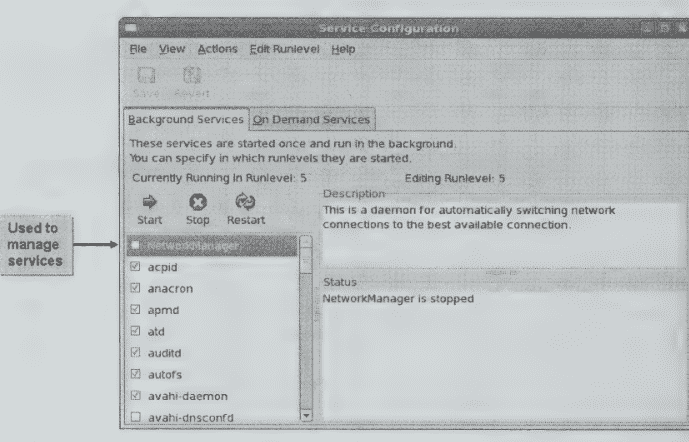 Service Configuration
File View Actions Edit Runlevel Help
Save Revert
Background Services On Demand Services
These services are started once and run in the background.
You can specify in which runlevels they are started.
Currently Running in Runlevel: 5 Editing Runlevel: 5
Start Stop Restart
Description
This is a daemon for automatically switching network
connections to the best available connection.
Used to
manage
services
NetworkManager
acpid
anacron
apmd
atd
auditd
autofs
avahi-daemon
avahi-dnsconfd
Status
NetworkManager is stopped